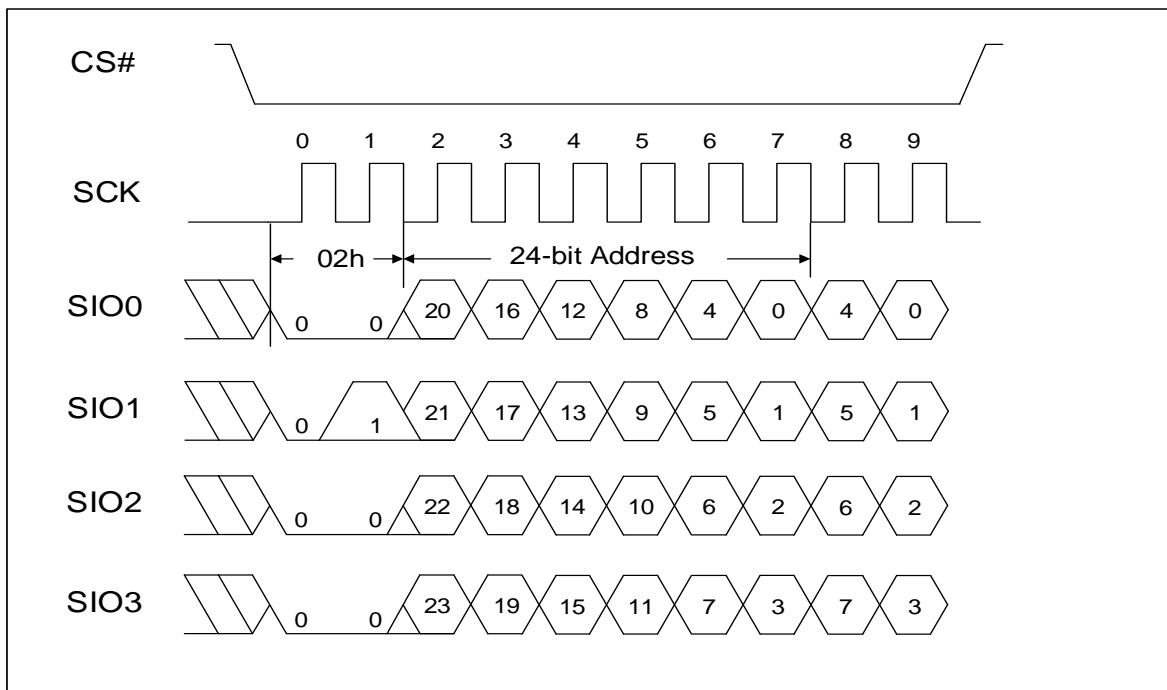 CS#
0 1 2 3 4 5 6 7 8 9
SCK
02h 24-bit Address
SIO0 0 0 20 16 12 8 4 0 4 0
SIO1 0 1 21 17 13 9 5 1 5 1
SIO2 0 0 22 18 14 10 6 2 6 2
SIO3 0 0 23 19 15 11 7 3 7 3